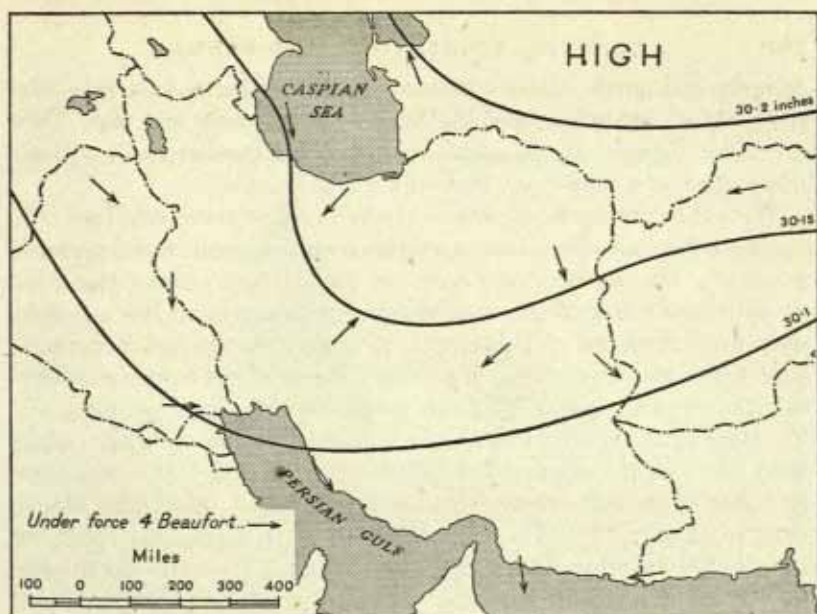 HIGH
CASPIAN
SEA
30·2 inches
30·15
30·1
PERSIAN GULF
Under force 4 Beaufort...
Miles
100 0 100 200 300 400